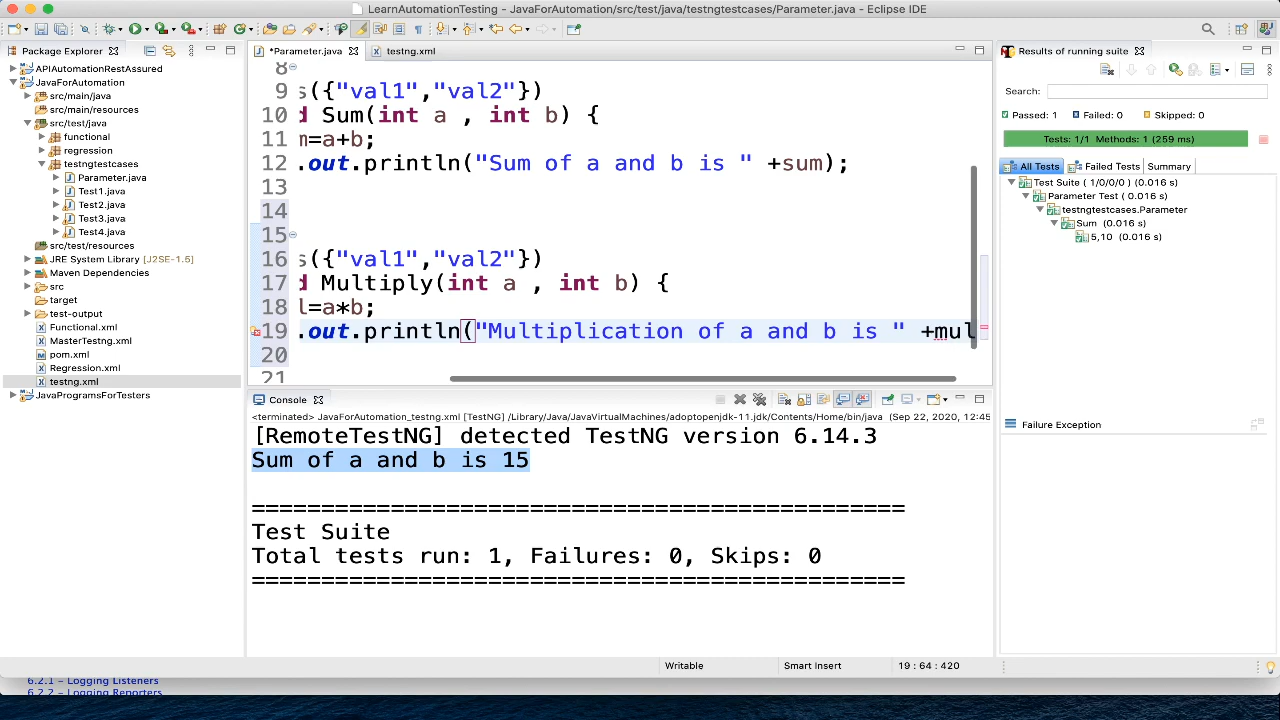 LearnAutomationTesting - JavaForAutomation/src/test/java/testngtestcases/Parameter.java - Eclipse IDE
Package Explorer
APIAutomationRestAssured
JavaForAutomation
src/main/java
src/main/resources
src/test/java
functional
regression
testngtestcases
Parameter.java
Test1.java
Test2.java
Test3.java
Test4.java
src/test/resources
JRE System Library [J2SE-1.5]
Maven Dependencies
src
target
test-output
Functional.xml
MasterTestng.xml
pom.xml
Regression.xml
testng.xml
JavaProgramsForTesters
*Parameter.java
testng.xml
8
9 s({"val1","val2"})
10 d Sum(int a , int b) {
11 m=a+b;
12 .out.println("Sum of a and b is " +sum);
13
14
15
16 s({"val1","val2"})
17 d Multiply(int a , int b) {
18 l=a*b;
19 .out.println("Multiplication of a and b is " +mul
20
21
Console
<terminated> JavaForAutomation_testng.xml [TestNG] /Library/Java/JavaVirtualMachines/adoptopenjdk-11.jdk/Contents/Home/bin/java (Sep 22, 2020, 12:45
[RemoteTestNG] detected TestNG version 6.14.3
Sum of a and b is 15
===============================================
Test Suite
Total tests run: 1, Failures: 0, Skips: 0
===============================================
Results of running suite
Search:
Passed: 1 Failed: 0 Skipped: 0
Tests: 1/1 Methods: 1 (259 ms)
All Tests Failed Tests Summary
Test Suite ( 1/0/0/0 ) (0.016 s)
Parameter Test ( 0.016 s)
testngtestcases.Parameter
Sum (0.016 s)
5,10 (0.016 s)
Failure Exception
Writable Smart Insert 19 : 64 : 420
6.2.1 - Logging Listeners
6.2.2 - Logging Reporters